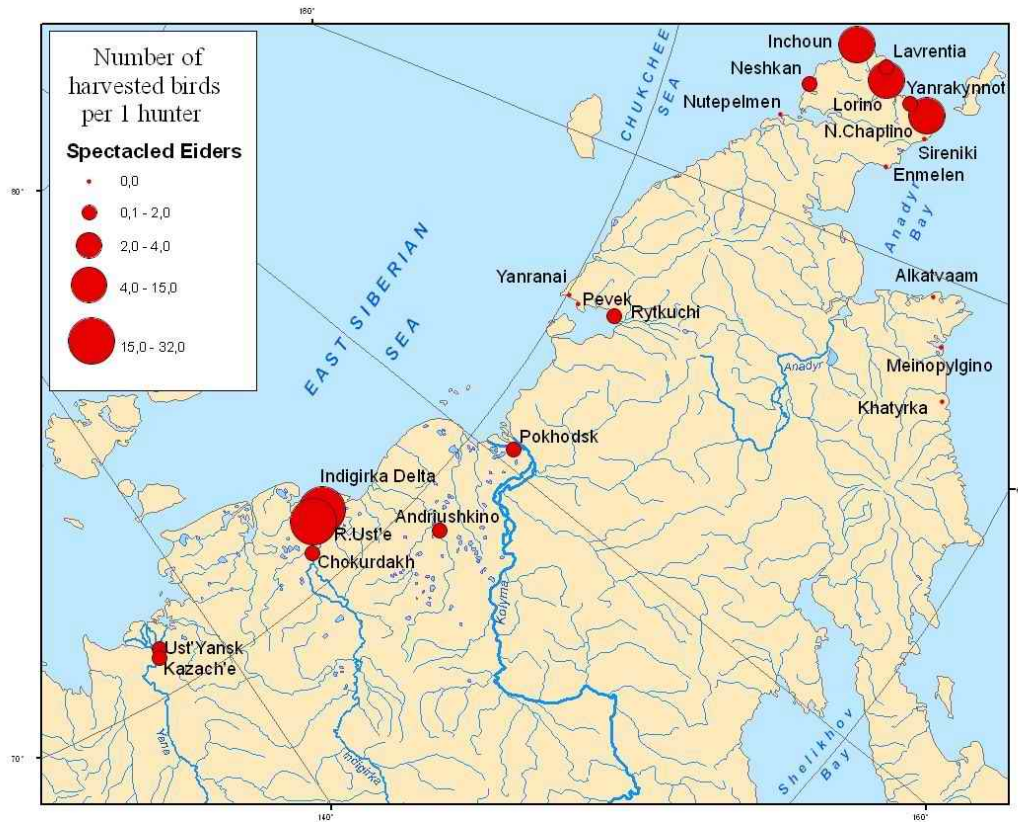 180°
Number of
harvested birds
per 1 hunter
Spectacled Eiders
0,0
0,1 - 2,0
2,0 - 4,0
4,0 - 15,0
15,0 - 32,0
CHUKCHEE
SEA
Inchoun
Lavrentia
Neshkan
Yanrakynnot
Nutepelmen
Lorino
N.Chaplino
Sireniki
Enmelen
Anadyr
Bay
EAST SIBERIAN
SEA
Yanranai
Pevek
Rytkuchi
Alkatvaam
Anadyr
Meinopylgino
Khatyrka
Pokhodsk
Indigirka Delta
Andriushkino
R.Ust'e
Chokurdakh
Kolyma
Ust'Yansk
Kazach'e
Yana
Indigirka
Shelikhov
Bay
70°
140°
160°